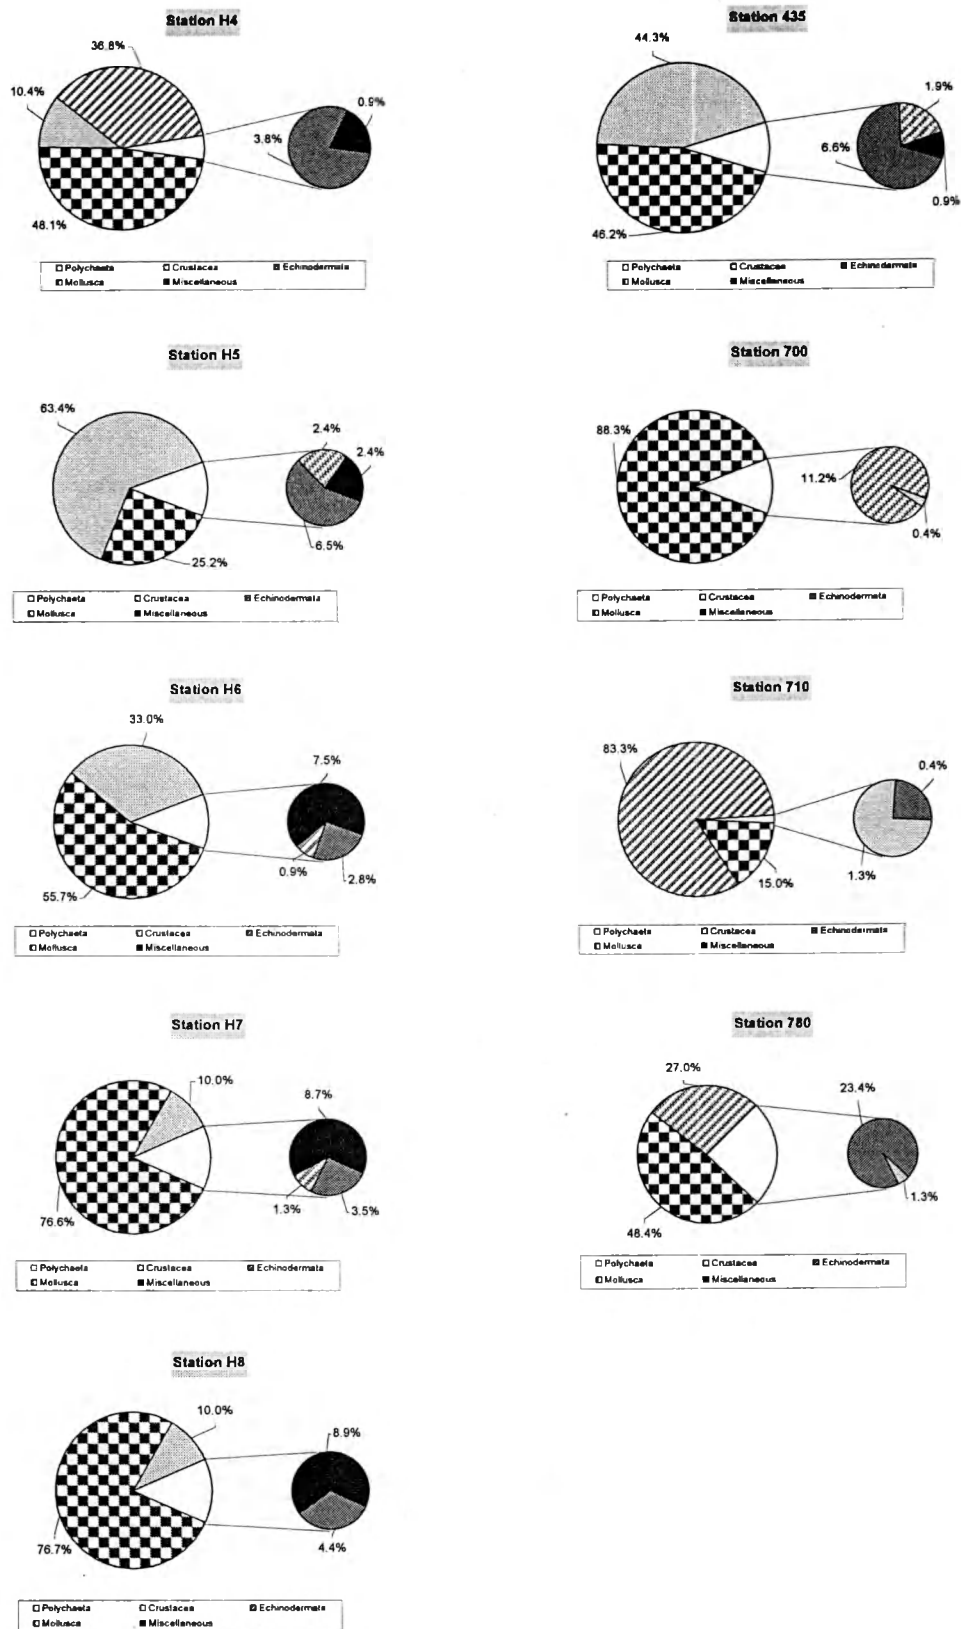 Station H4
36.8%
10.4%
0.9%
3.8%
48.1%
Polychaeta Crustacea Echinodermata
Mollusca Miscellaneous
Station 435
44.3%
1.9%
6.6%
0.9%
46.2%
Polychaeta Crustacea Echinodermata
Mollusca Miscellaneous
Station H5
63.4%
2.4%
2.4%
6.5%
25.2%
Polychaeta Crustacea Echinodermata
Mollusca Miscellaneous
Station 700
88.3%
11.2%
0.4%
Polychaeta Crustacea Echinodermata
Mollusca Miscellaneous
Station H6
33.0%
7.5%
0.9%
2.8%
55.7%
Polychaeta Crustacea Echinodermata
Mollusca Miscellaneous
Station 710
83.3%
0.4%
1.3%
15.0%
Polychaeta Crustacea Echinodermata
Mollusca Miscellaneous
Station H7
10.0%
8.7%
1.3%
3.5%
76.6%
Polychaeta Crustacea Echinodermata
Mollusca Miscellaneous
Station 780
27.0%
23.4%
1.3%
48.4%
Polychaeta Crustacea Echinodermata
Mollusca Miscellaneous
Station H8
10.0%
8.9%
76.7%
4.4%
Polychaeta Crustacea Echinodermata
Mollusca Miscellaneous